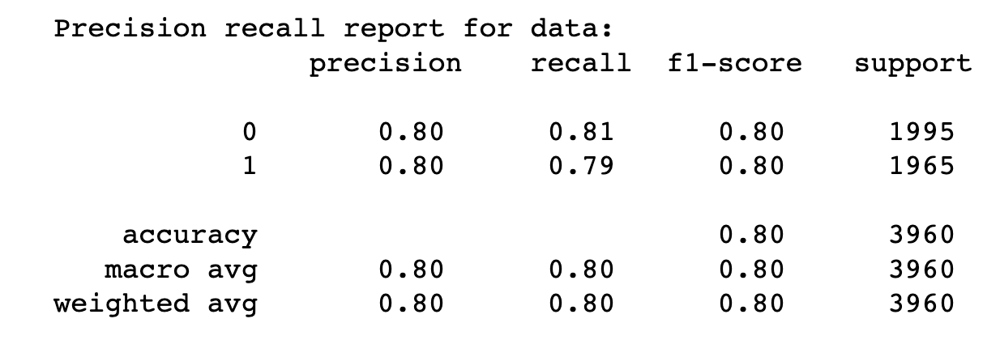 Precision recall report for data:
precision recall f1-score support
0 0.80 0.81 0.80 1995
1 0.80 0.79 0.80 1965
accuracy 0.80 3960
macro avg 0.80 0.80 0.80 3960
weighted avg 0.80 0.80 0.80 3960